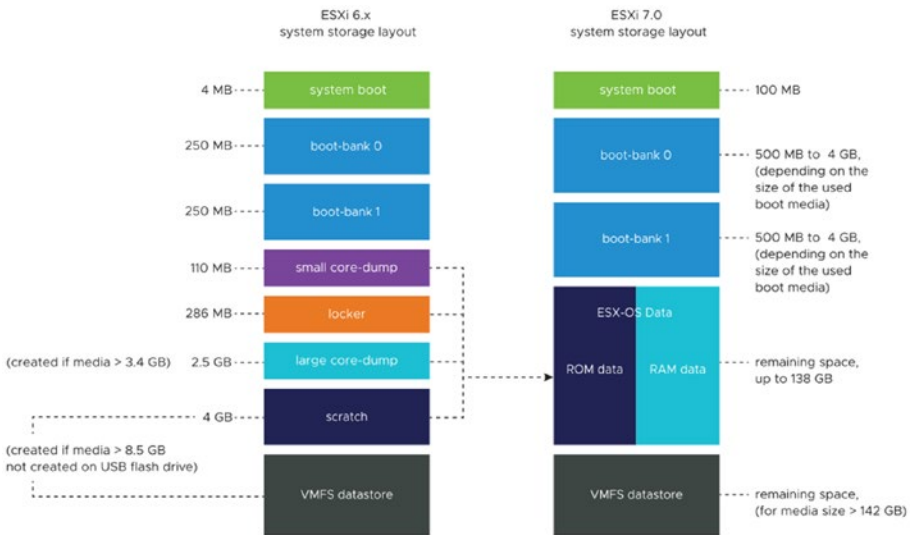 ESXi 6.x
system storage layout
ESXi 7.0
system storage layout
4 MB
system boot
system boot
100 MB
250 MB
boot-bank 0
boot-bank 0
500 MB to 4 GB,
(depending on the
size of the used
boot media)
250 MB
boot-bank 1
boot-bank 1
500 MB to 4 GB,
(depending on the
size of the used
boot media)
110 MB
small core-dump
286 MB
locker
(created if media > 3.4 GB)
2.5 GB
large core-dump
4 GB
scratch
ESX-OS Data
ROM data
RAM data
remaining space,
up to 138 GB
(created if media > 8.5 GB
not created on USB flash drive)
VMFS datastore
VMFS datastore
remaining space,
(for media size > 142 GB)